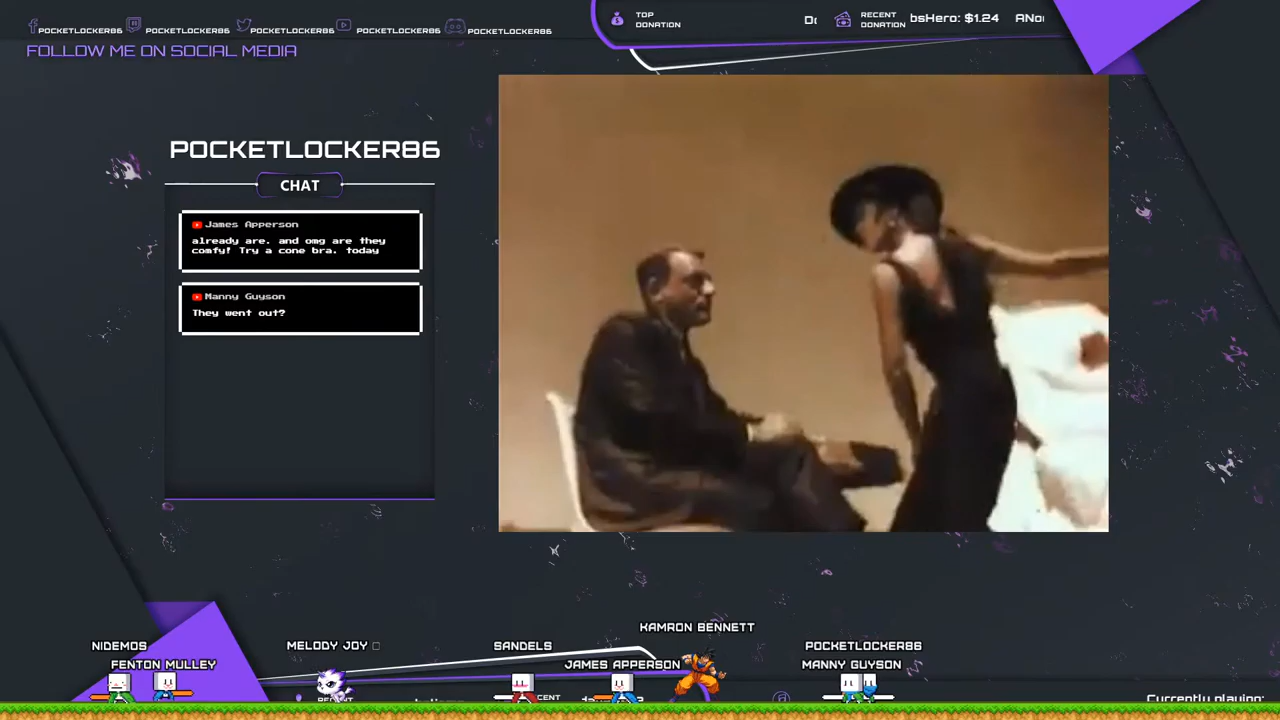 POCKETLOCKER86 POCKETLOCKER86 POCKETLOCKER86 POCKETLOCKER86 POCKETLOCKER86
FOLLOW ME ON SOCIAL MEDIA
TOP DONATION
RECENT DONATION
bsHero: $1.24
POCKETLOCKER86
CHAT
James Apperson
already are. and omg are they
comfy! Try a cone bra. today
Manny Guyson
They went out?
KAMRON BENNETT
NIDEMOS
MELODY JOY
SANDELS
POCKETLOCKER86
FENTON MULLEY
JAMES APPERSON
MANNY GUYSON
Currently playing: